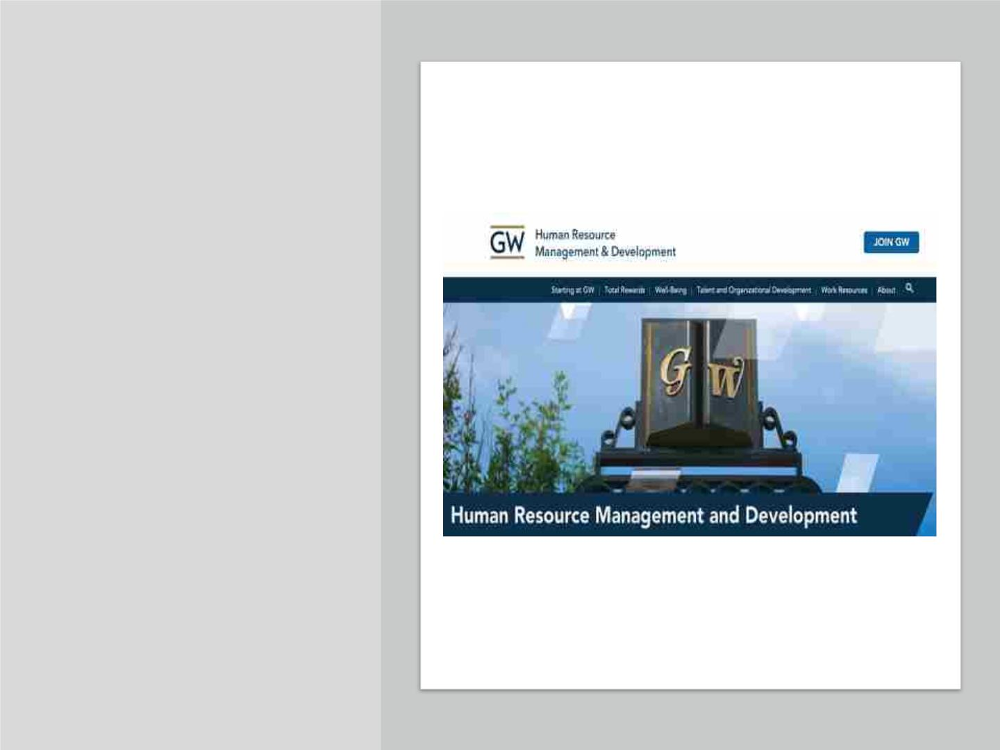 GW
Human Resource
Management & Development
JOIN GW
Starting at GW | Total Rewards | Well-Being | Talent and Organizational Development | Work Resources | About
G W
Human Resource Management and Development